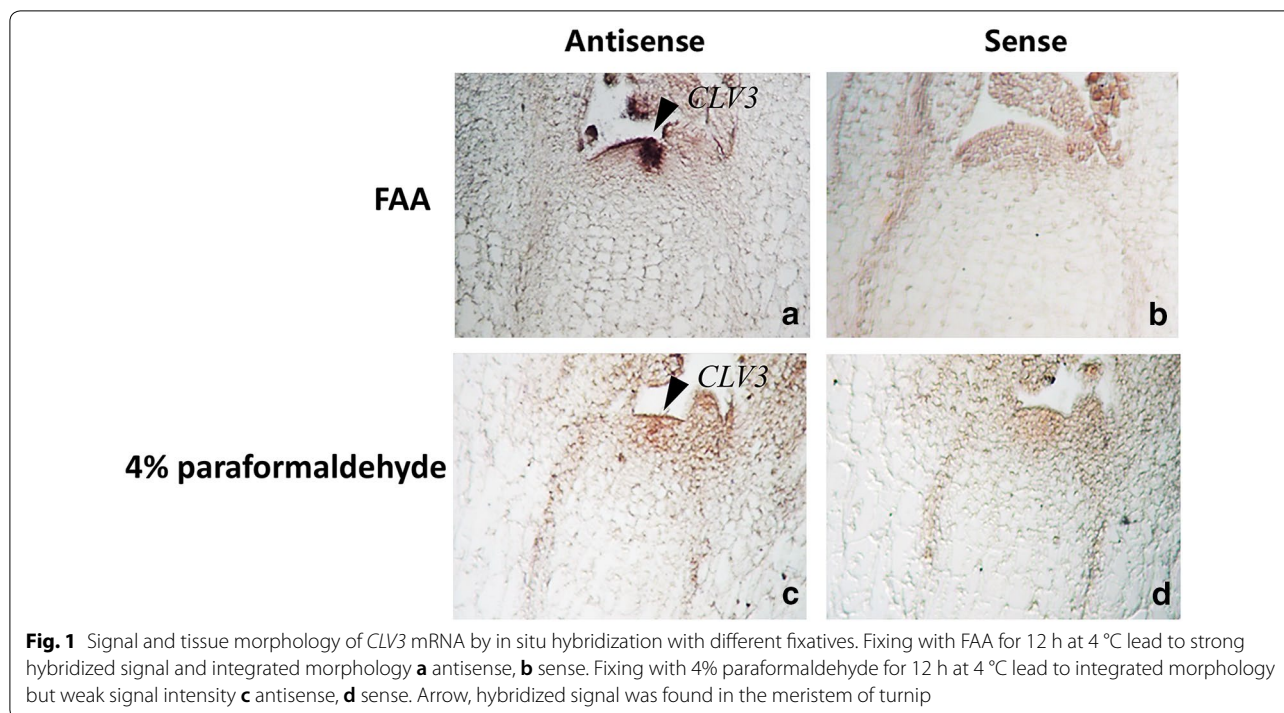 Antisense
Sense
FAA
CLV3
a
b
4% paraformaldehyde
CLV3
c
d
Fig. 1 Signal and tissue morphology of CLV3 mRNA by in situ hybridization with different fixatives. Fixing with FAA for 12 h at 4 °C lead to strong
hybridized signal and integrated morphology a antisense, b sense. Fixing with 4% paraformaldehyde for 12 h at 4 °C lead to integrated morphology
but weak signal intensity c antisense, d sense. Arrow, hybridized signal was found in the meristem of turnip